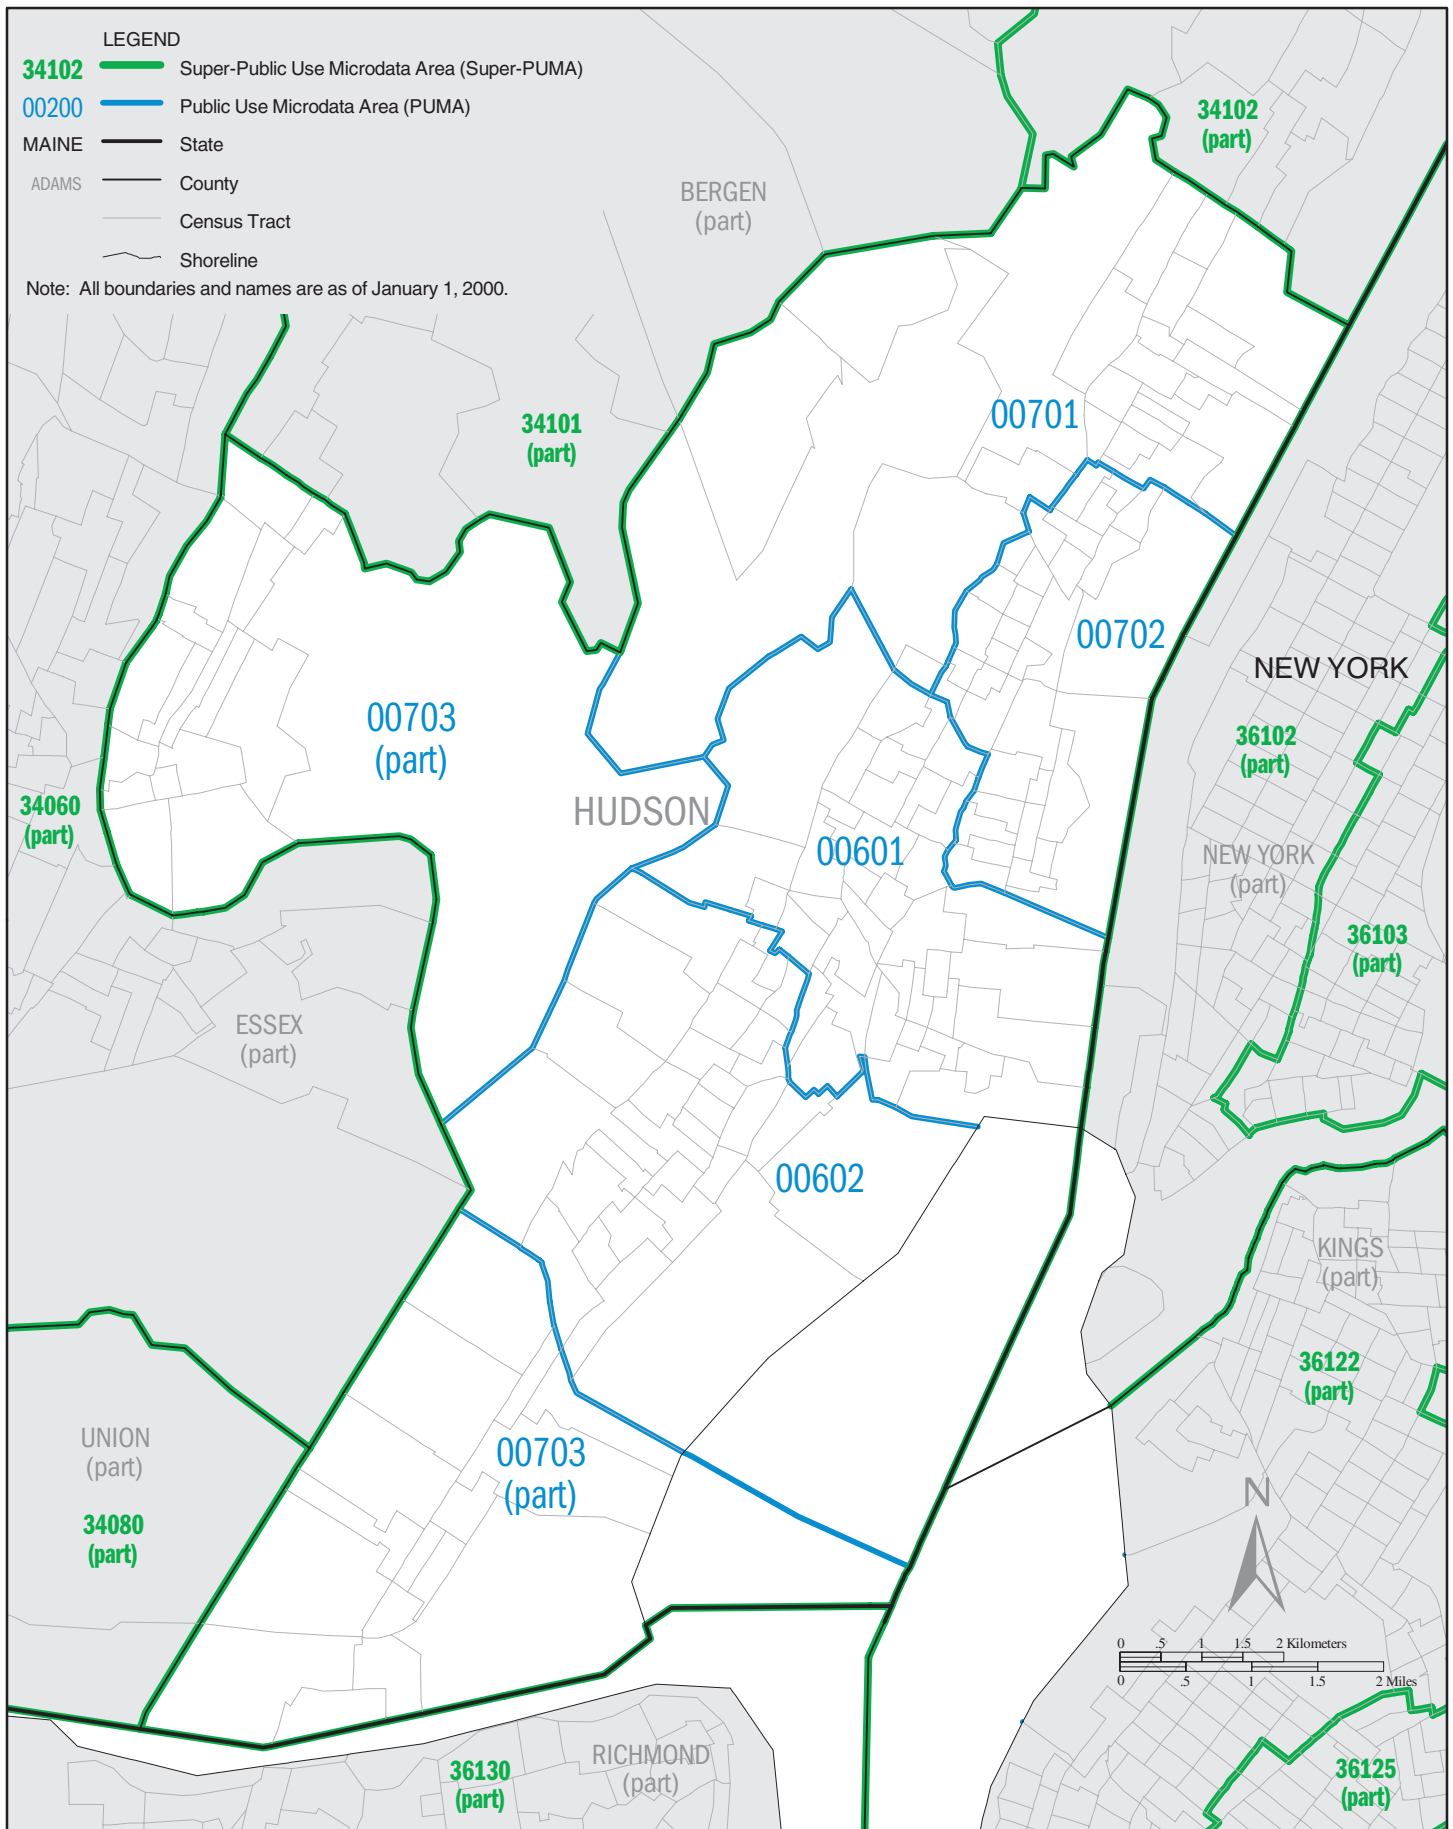 LEGEND
34102 Super-Public Use Microdata Area (Super-PUMA)
00200 Public Use Microdata Area (PUMA)
MAINE State
ADAMS County
Census Tract
Shoreline
Note: All boundaries and names are as of January 1, 2000.
34102
(part)
BERGEN
(part)
34101
(part)
00701
00702
NEW YORK
00703
(part)
36102
(part)
34060
(part)
HUDSON
00601
NEW YORK
(part)
36103
(part)
ESSEX
(part)
00602
KINGS
(part)
36122
(part)
UNION
(part)
00703
(part)
34080
(part)
N
0 .5 1 1.5 2 Kilometers
0 .5 1 1.5 2 Miles
36130
(part)
RICHMOND
(part)
36125
(part)